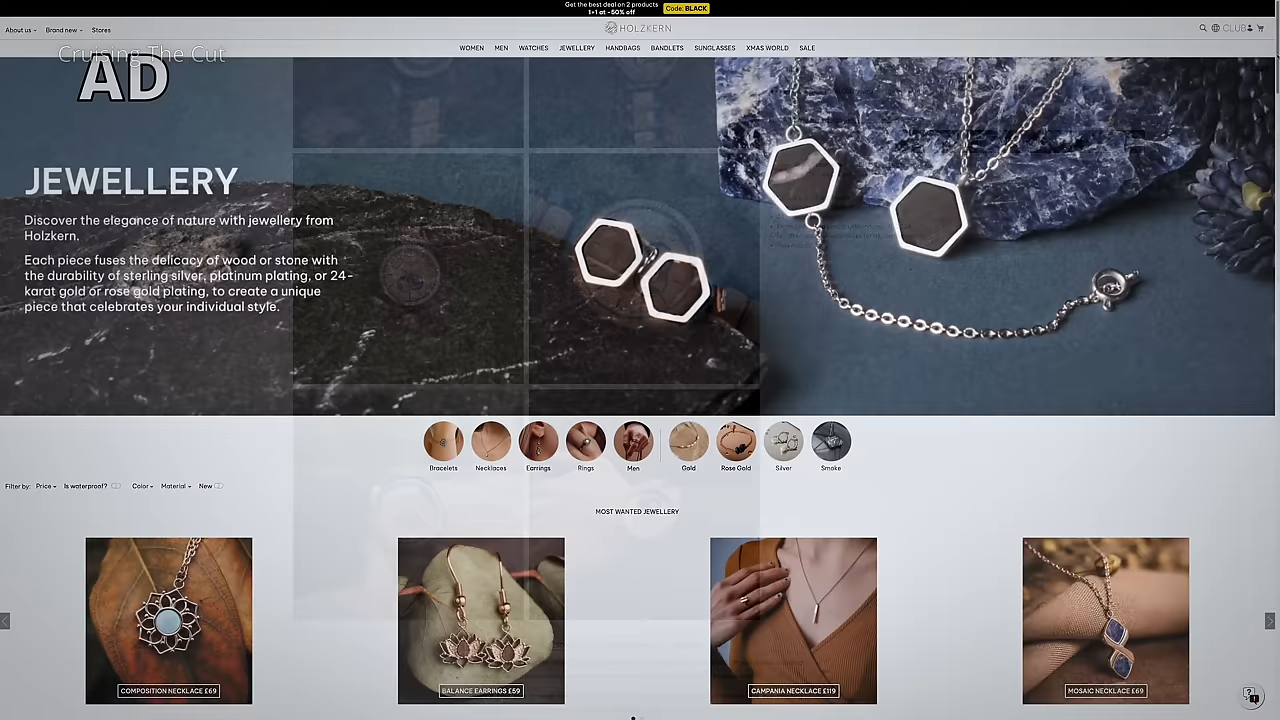 Get the best deal on 2 products
1+1 at -50% off
Code: BLACK
About us
Brand new
Stores
HOLZKERN
CLUB
Cruising The Cut
AD
WOMEN MEN WATCHES JEWELLERY HANDBAGS BANDLETS SUNGLASSES XMAS WORLD SALE
JEWELLERY
Discover the elegance of nature with jewellery from
Holzkern.
Each piece fuses the delicacy of wood or stone with
the durability of sterling silver, platinum plating, or 24-
karat gold or rose gold plating, to create a unique
piece that celebrates your individual style.
Bracelets Necklaces Earrings Rings Men Gold Rose Gold Silver Smoke
Filter by: Price Is waterproof? Color Material New
MOST WANTED JEWELLERY
COMPOSITION NECKLACE £69
BALANCE EARRINGS £59
CAMPANIA NECKLACE £119
MOSAIC NECKLACE £69